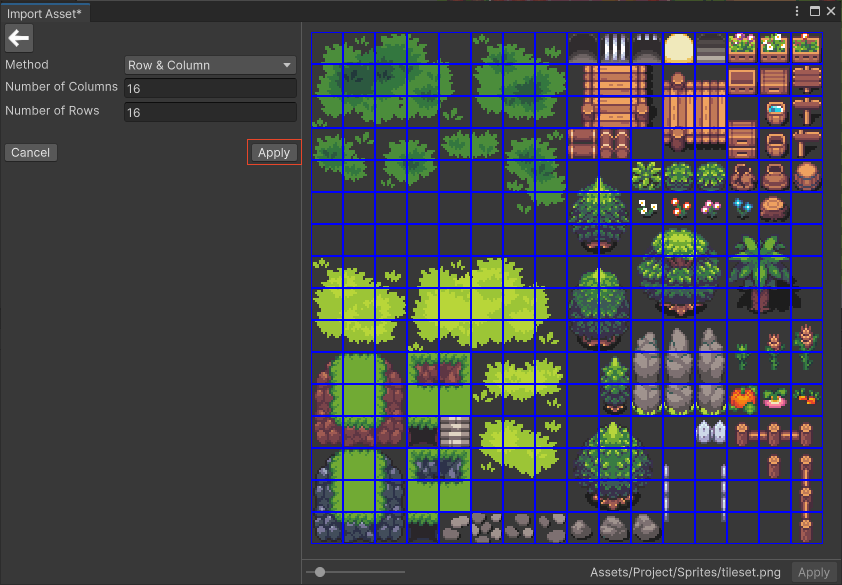 Import Asset*
Method Row & Column
Number of Columns 16
Number of Rows 16
Cancel Apply
Assets/Project/Sprites/tileset.png Apply